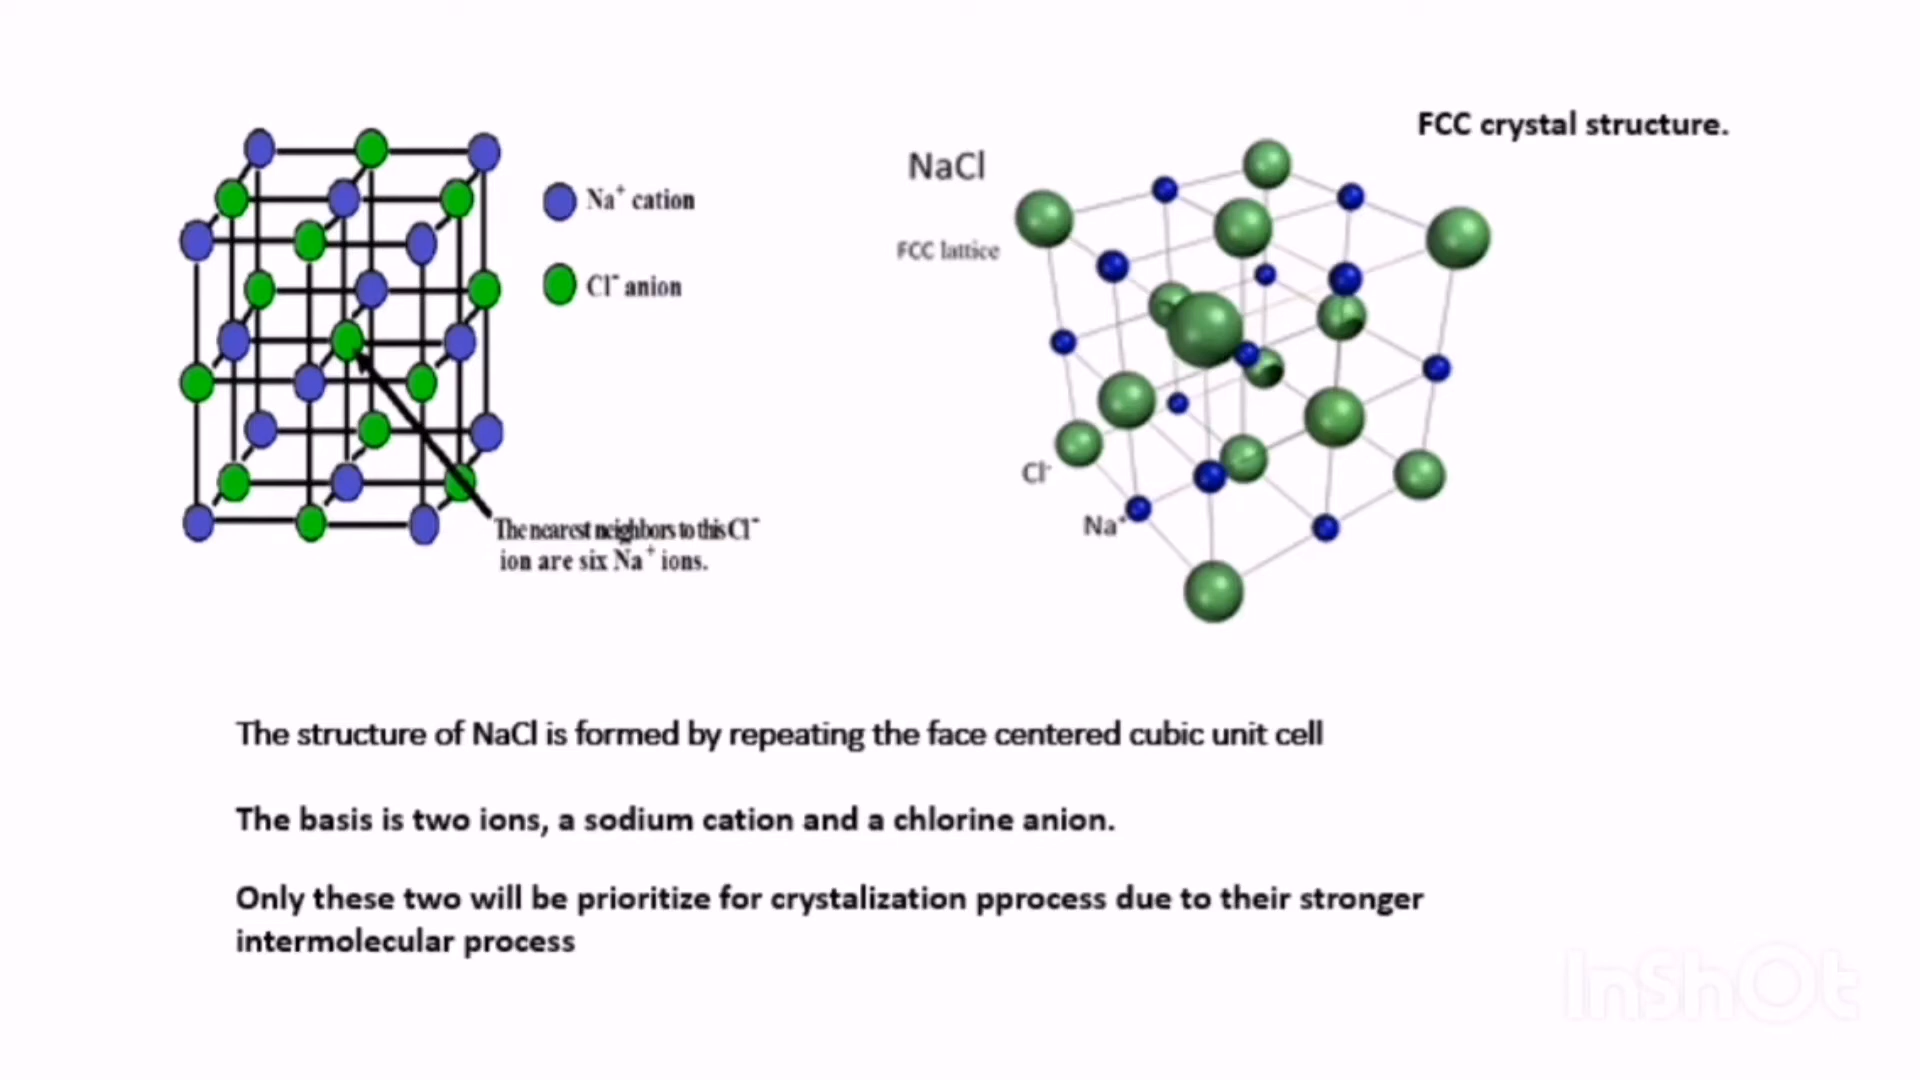 FCC crystal structure.
NaCl
FCC lattice
Na⁺ cation
Cl⁻ anion
The nearest neighbors to this Cl⁻
ion are six Na⁺ ions.
Cl⁻
Na⁺
The structure of NaCl is formed by repeating the face centered cubic unit cell
The basis is two ions, a sodium cation and a chlorine anion.
Only these two will be prioritize for crystalization pprocess due to their stronger
intermolecular process
InShOt